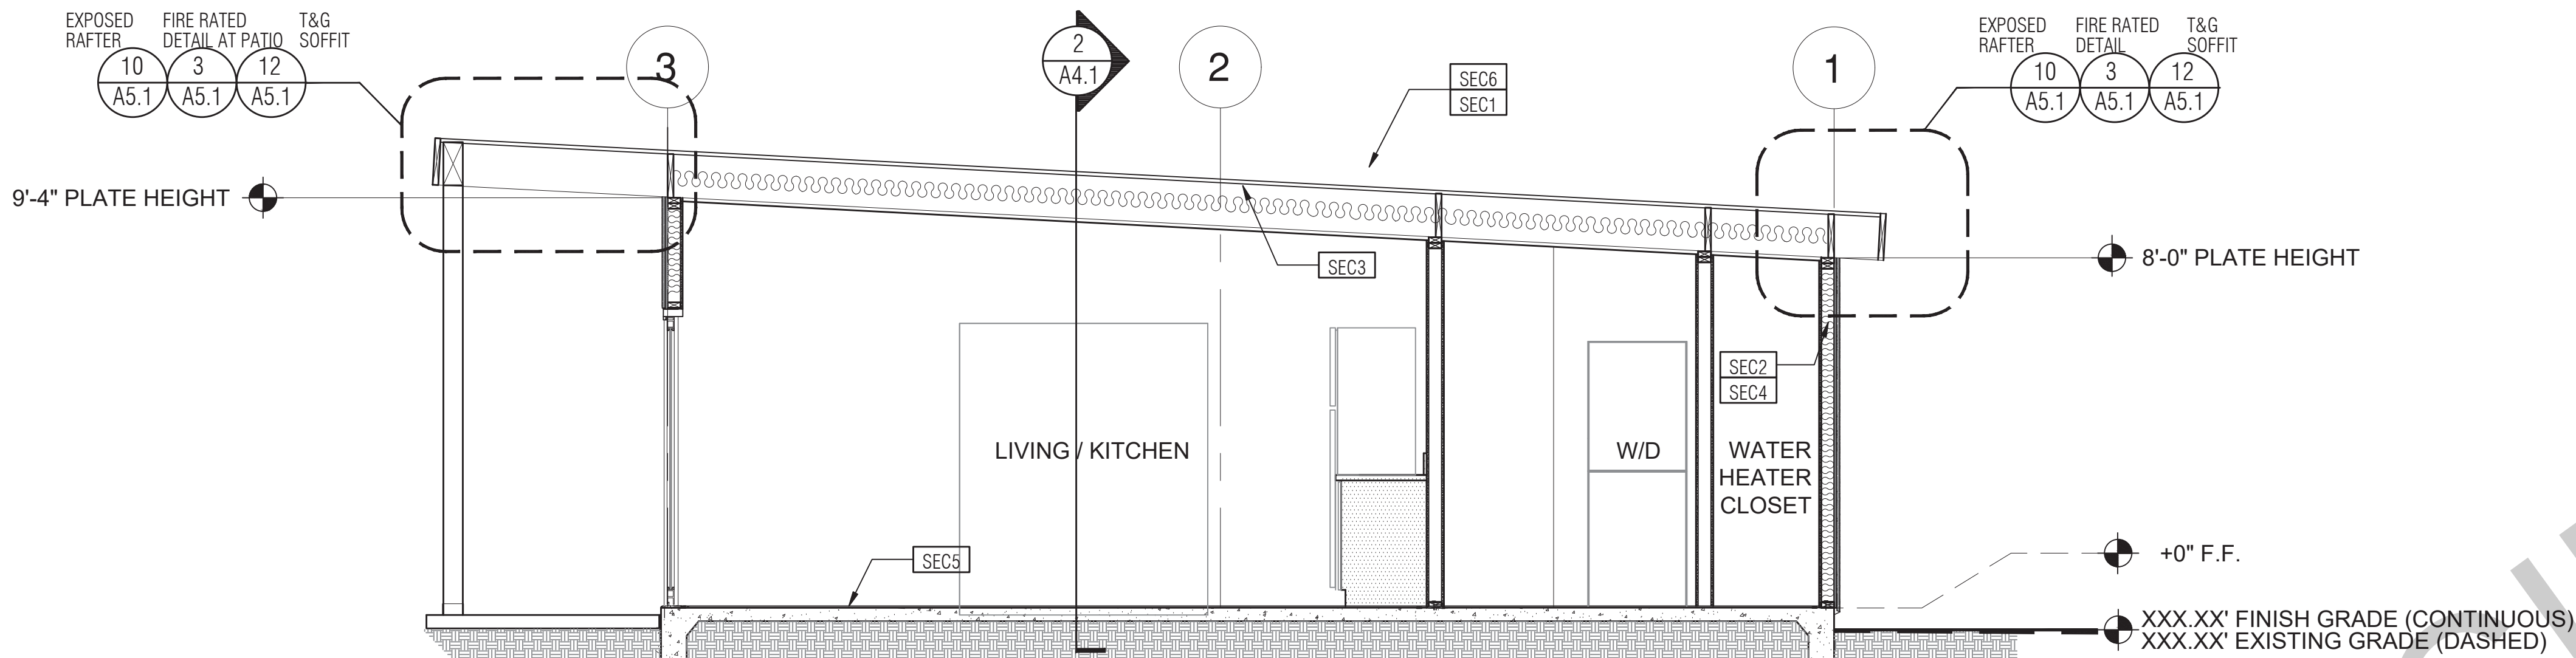 EXPOSED
RAFTER
FIRE RATED
DETAIL AT PATIO
T&G
SOFFIT
10
A5.1
3
A5.1
12
A5.1
3
2
A4.1
2
SEC6
SEC1
1
EXPOSED
RAFTER
FIRE RATED
DETAIL
T&G
SOFFIT
10
A5.1
3
A5.1
12
A5.1
9'-4" PLATE HEIGHT
SEC3
8'-0" PLATE HEIGHT
SEC2
SEC4
LIVING / KITCHEN
W/D
WATER
HEATER
CLOSET
SEC5
+0" F.F.
XXX.XX' FINISH GRADE (CONTINUOUS)
XXX.XX' EXISTING GRADE (DASHED)